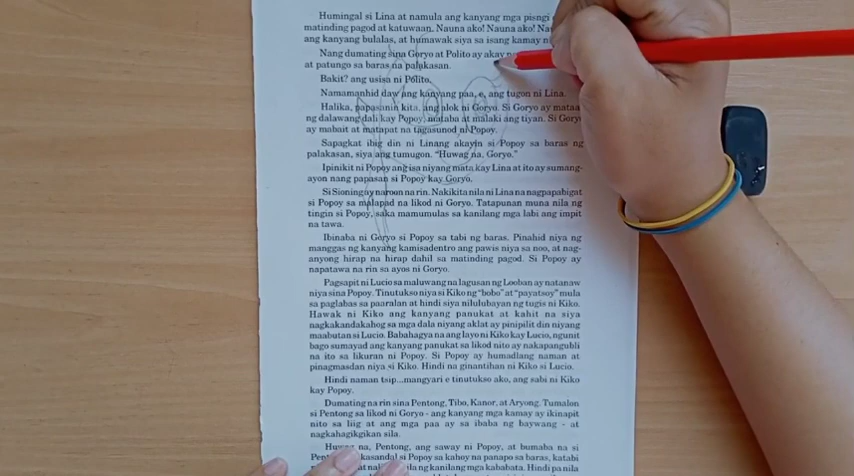 Humingal si Lina at namula ang kanyang mga pisngi
matinding pagod at katuwaan. Nauna ako! Nauna ako!
ang kanyang bulalas, at humawak siya sa isang kamay
Nang dumating sina Goryo at Polito ay akay
at patungo sa baras na palakasan.
Bakit? ang usisa ni Polito.
Namamanhid daw ang kanyang paa, e, ang tugon ni Lina.
Halika, papasanin kita, ang alok ni Goryo. Si Goryo ay mataa
ng dalawang dali kay Popoy; mataba at malaki ang tiyan. Si Gory
ay mabait at matapat na tagasunod ni Popoy.
Sapagkat ibig din ni Linang akayin si Popoy sa baras ng
palakasan, siya ang tumugon. "Huwag na, Goryo."
Ipinikit ni Popoy ang isa niyang mata kay Lina at ito ay sumang-
ayon nang papasan si Popoy kay Goryo.
Si Sioning ay naroon na rin. Nakikita nila ni Lina na nagpapabigat
si Popoy sa malapad na likod ni Goryo. Tatapunan muna nila ng
tingin si Popoy, saka mamumulas sa kanilang mga labi ang impit
na tawa.
Ibinaba ni Goryo si Popoy sa tabi ng baras. Pinahid niya ng
manggas ng kanyang kamisadentro ang pawis niya sa noo, at nag-
anyong hirap na hirap dahil sa matinding pagod. Si Popoy ay
napatawa na rin sa ayos ni Goryo.
Pagsapit ni Lucio sa maluwang na lagusan ng Looban ay natanaw
niya sina Popoy. Tinutukso niya si Kiko ng "bobo" at "payatsoy" mula
sa paglabas sa paaralan at hindi siya nilulubayan ng tugis ni Kiko.
Hawak ni Kiko ang kanyang panukat at kahit na siya
nagkakandakahog sa mga dala niyang aklat ay pinipilit din niyang
maabutan si Lucio. Babahagya na ang layo ni Kiko kay Lucio, ngunit
bago sumayad ang kanyang panukat sa likod nito ay nakapangubli
na ito sa likuran ni Popoy. Si Popoy ay humadlang naman at
pinagmasdan niya si Kiko. Hindi na ginantihan ni Kiko si Lucio.
Hindi naman tsip...mangyari e tinutukso ako, ang sabi ni Kiko
kay Popoy.
Dumating na rin sina Pentong, Tibo, Kanor, at Aryong. Tumalon
si Pentong sa likod ni Goryo - ang kanyang mga kamay ay ikinapit
nito sa liig at ang mga paa ay sa ibaba ng baywang - at
nagkahagikgikan sila.
Huwag na, Pentong, ang saway ni Popoy, at bumaba na si
kasandal si Popoy sa kahoy na panapo sa baras, katabi
ng kanilang mga kababata. Hindi pa nila